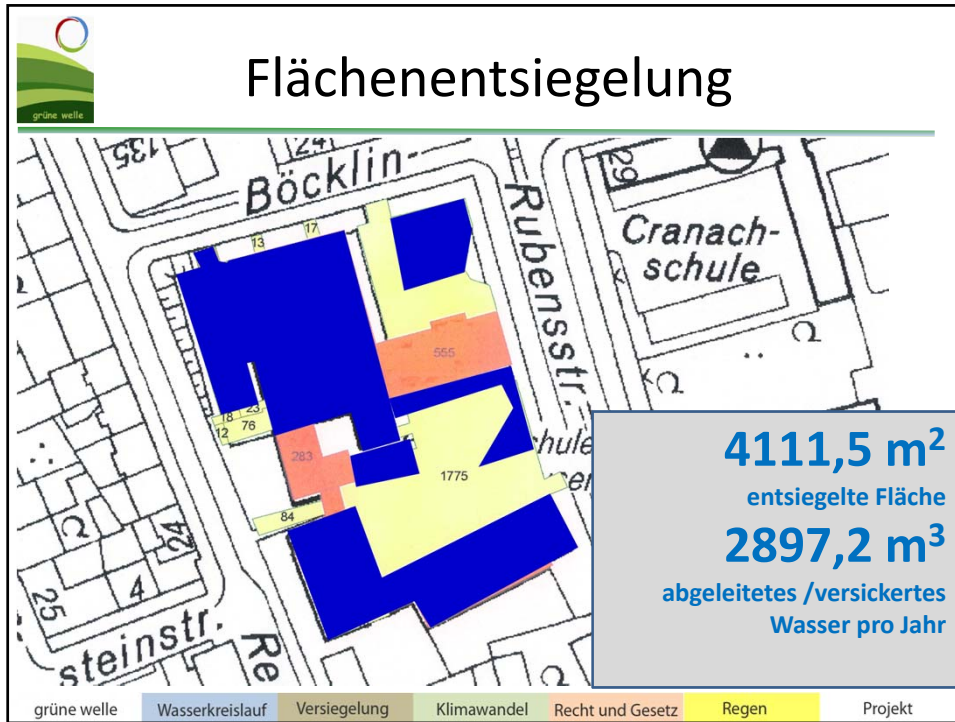 grüne welle
Flächenentsiegelung
135
24
29
Böcklin-
Rubensstr.
Cranach-
schule
13
17
555
18
23
12
76
283
1775
84
24
4
25
steinstr.
Re
4111,5 m²
entsiegelte Fläche
2897,2 m³
abgeleitetes /versickertes
Wasser pro Jahr
grüne welle Wasserkreislauf Versiegelung Klimawandel Recht und Gesetz Regen Projekt